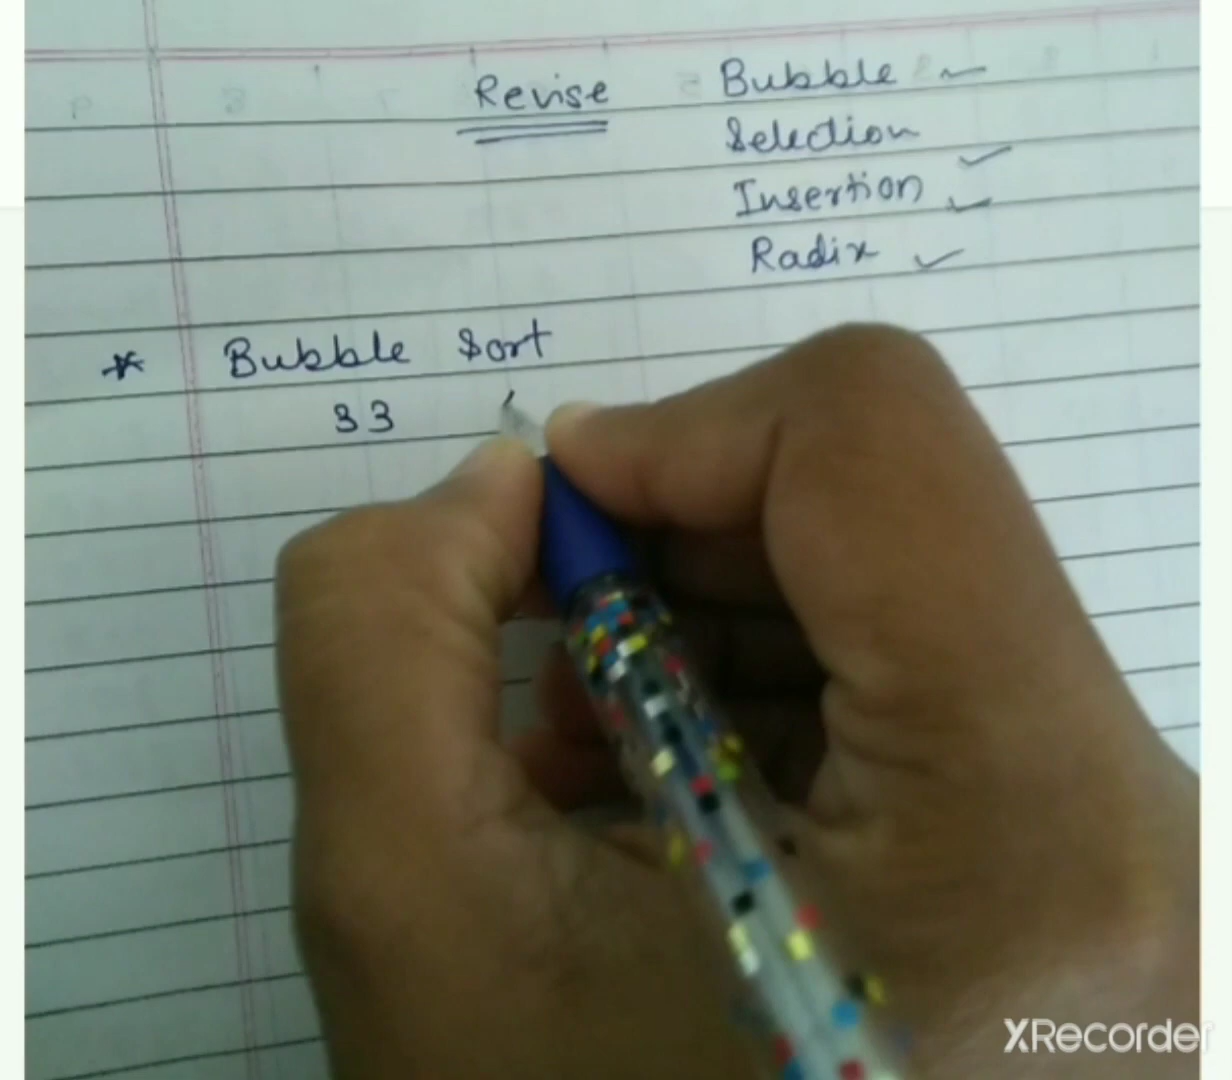 Revise
Bubble
Selection
Insertion
Radix
* Bubble Sort
33
XRecorder